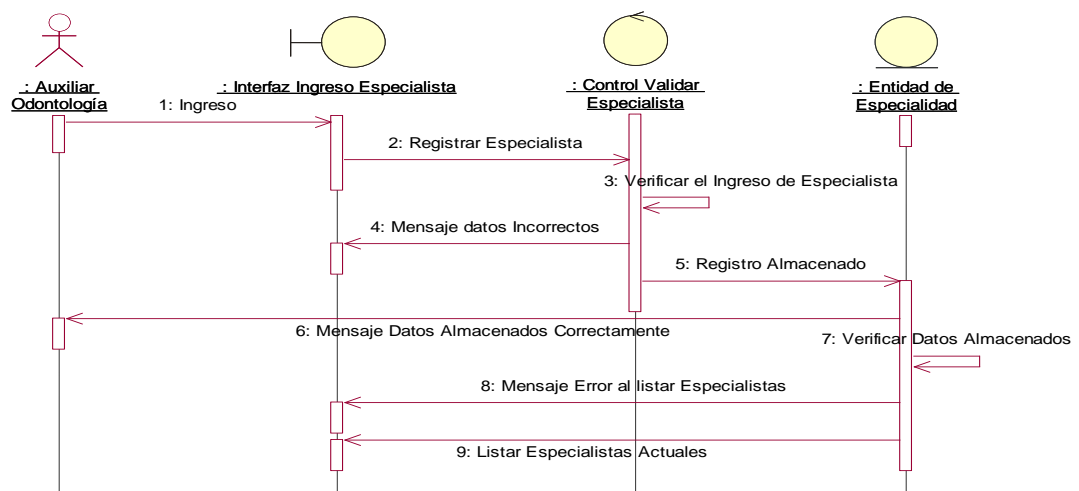 : Auxiliar
Odontología
: Interfaz Ingreso Especialista
: Control Validar
Especialista
: Entidad de
Especialidad
1: Ingreso
2: Registrar Especialista
3: Verificar el Ingreso de Especialista
4: Mensaje datos Incorrectos
5: Registro Almacenado
6: Mensaje Datos Almacenados Correctamente
7: Verificar Datos Almacenados
8: Mensaje Error al listar Especialistas
9: Listar Especialistas Actuales